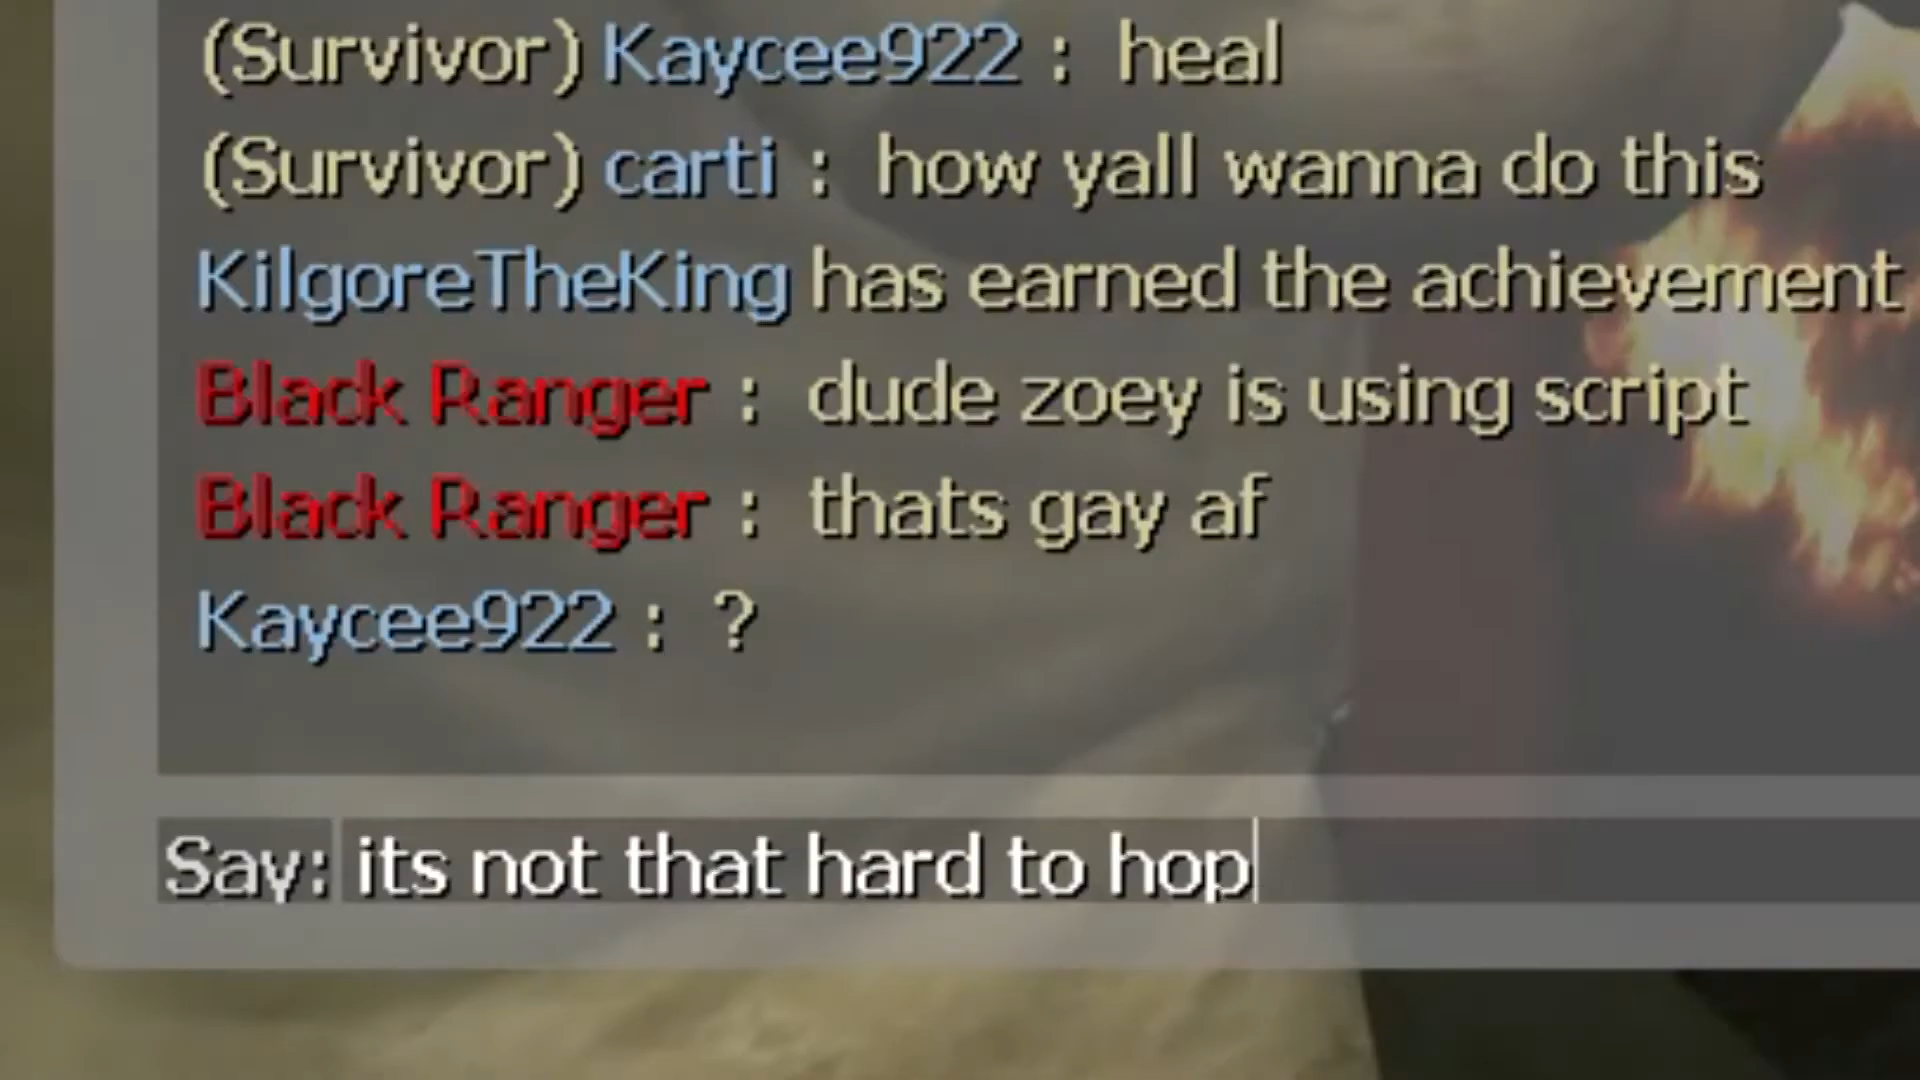 (Survivor) Kaycee922 : heal
(Survivor) carti : how yall wanna do this
KilgoreTheKing has earned the achievement
Black Ranger : dude zoey is using script
Black Ranger : thats gay af
Kaycee922 : ?
Say: its not that hard to hop